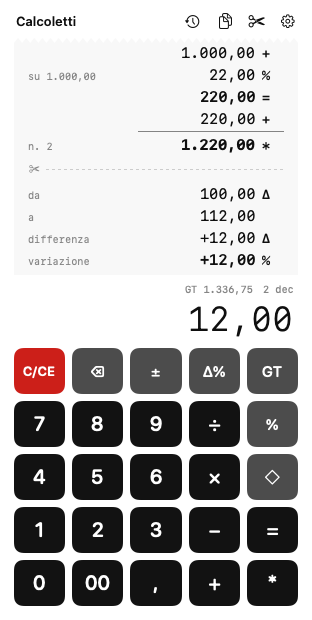 Calcoletti
1.000,00 +
su 1.000,00 22,00 %
220,00 =
220,00 +
n. 2 1.220,00 *
da 100,00 Δ
a 112,00
differenza +12,00 Δ
variazione +12,00 %
GT 1.336,75 2 dec
12,00
C/CE ± Δ% GT
7 8 9 ÷ %
4 5 6 × ◇
1 2 3 − =
0 00 , + *